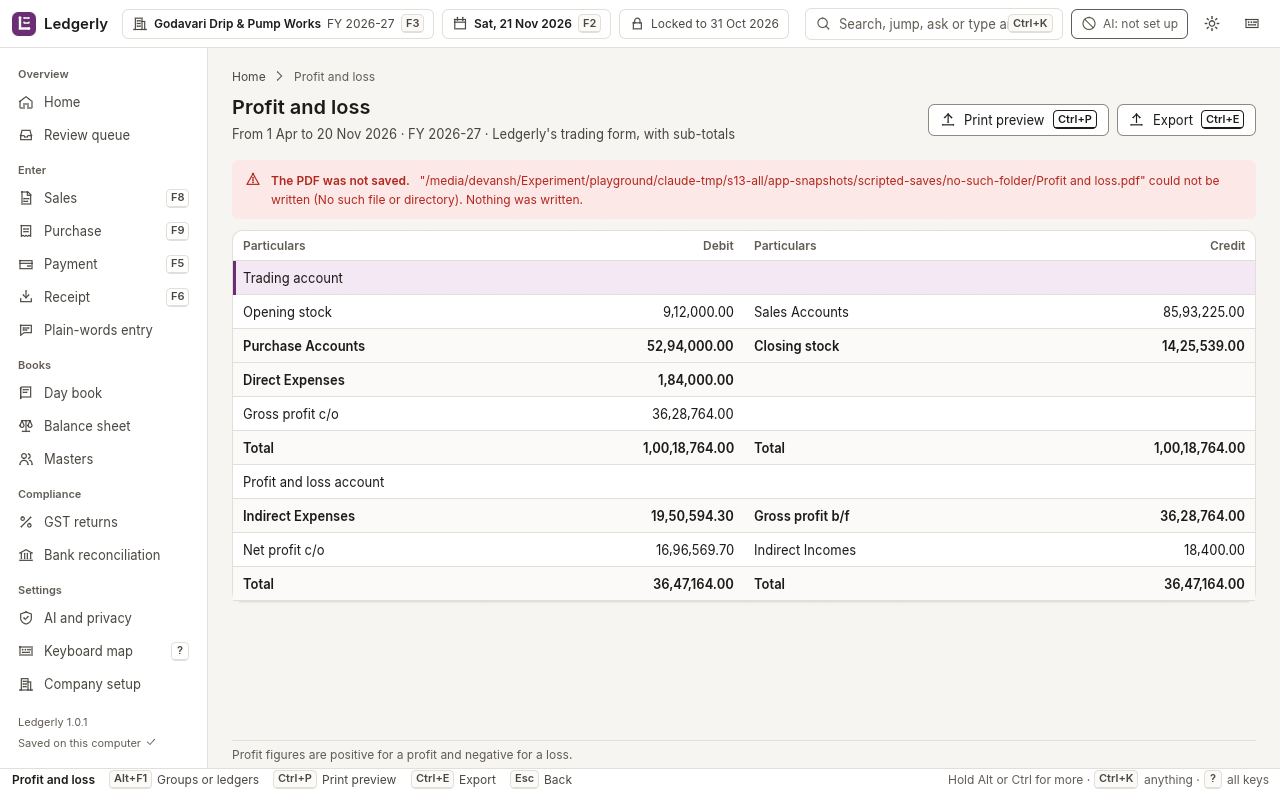 Ledgerly
Godavari Drip & Pump Works FY 2026-27 F3
Sat, 21 Nov 2026 F2
Locked to 31 Oct 2026
Search, jump, ask or type a Ctrl+K
AI: not set up
Overview
Home
Review queue
Enter
Sales F8
Purchase F9
Payment F5
Receipt F6
Plain-words entry
Books
Day book
Balance sheet
Masters
Compliance
GST returns
Bank reconciliation
Settings
AI and privacy
Keyboard map ?
Company setup
Ledgerly 1.0.1
Saved on this computer
Home Profit and loss
Profit and loss
From 1 Apr to 20 Nov 2026 · FY 2026-27 · Ledgerly's trading form, with sub-totals
Print preview Ctrl+P
Export Ctrl+E
The PDF was not saved. "/media/devansh/Experiment/playground/claude-tmp/s13-all/app-snapshots/scripted-saves/no-such-folder/Profit and loss.pdf" could not be
written (No such file or directory). Nothing was written.
Particulars Debit Particulars Credit
Trading account
Opening stock 9,12,000.00 Sales Accounts 85,93,225.00
Purchase Accounts 52,94,000.00 Closing stock 14,25,539.00
Direct Expenses 1,84,000.00
Gross profit c/o 36,28,764.00
Total 1,00,18,764.00 Total 1,00,18,764.00
Profit and loss account
Indirect Expenses 19,50,594.30 Gross profit b/f 36,28,764.00
Net profit c/o 16,96,569.70 Indirect Incomes 18,400.00
Total 36,47,164.00 Total 36,47,164.00
Profit figures are positive for a profit and negative for a loss.
Profit and loss Alt+F1 Groups or ledgers Ctrl+P Print preview Ctrl+E Export Esc Back
Hold Alt or Ctrl for more · Ctrl+K anything · ? all keys